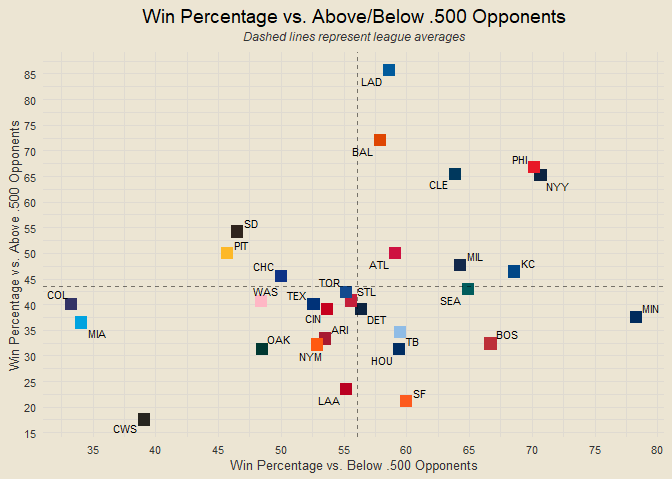 Win Percentage vs. Above/Below .500 Opponents
Dashed lines represent league averages
Win Percentage vs. Above .500 Opponents
85
80
75
70
65
60
55
50
45
40
35
30
25
20
15
LAD
BAL
PHI
CLE
NYY
SD
PIT
ATL
MIL
KC
CHC
TOR
SEA
COL
WAS
TEX
STL
MIN
CIN
DET
MIA
ARI
TB
BOS
OAK
NYM
HOU
LAA
SF
CWS
35 40 45 50 55 60 65 70 75 80
Win Percentage vs. Below .500 Opponents